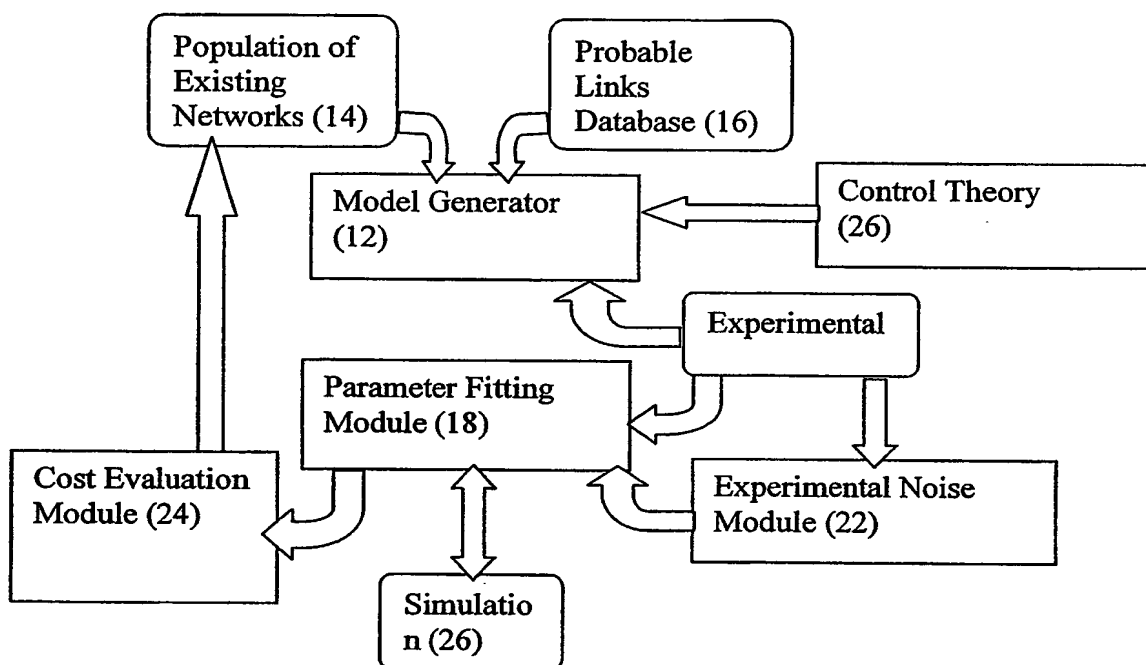 Population of
Existing
Networks (14)
Probable
Links
Database (16)
Model Generator
(12)
Control Theory
(26)
Experimental
Parameter Fitting
Module (18)
Cost Evaluation
Module (24)
Experimental Noise
Module (22)
Simulatio
n (26)